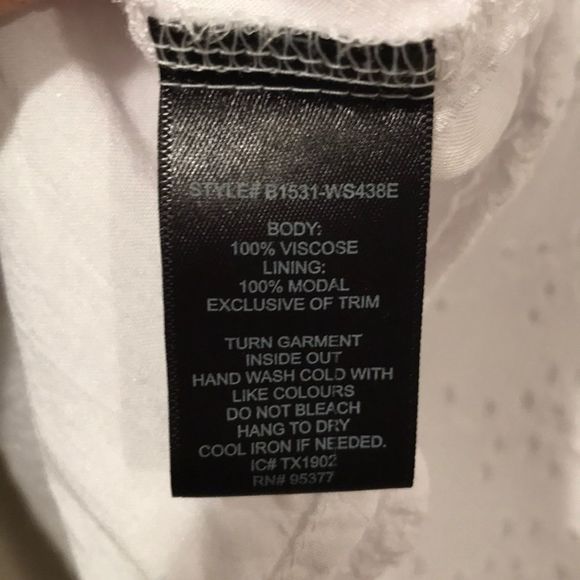 STYLE# B1531-WS438E
BODY:
100% VISCOSE
LINING:
100% MODAL
EXCLUSIVE OF TRIM
TURN GARMENT
INSIDE OUT
HAND WASH COLD WITH
LIKE COLOURS
DO NOT BLEACH
HANG TO DRY
COOL IRON IF NEEDED.
IC# TX1902
RN# 95377